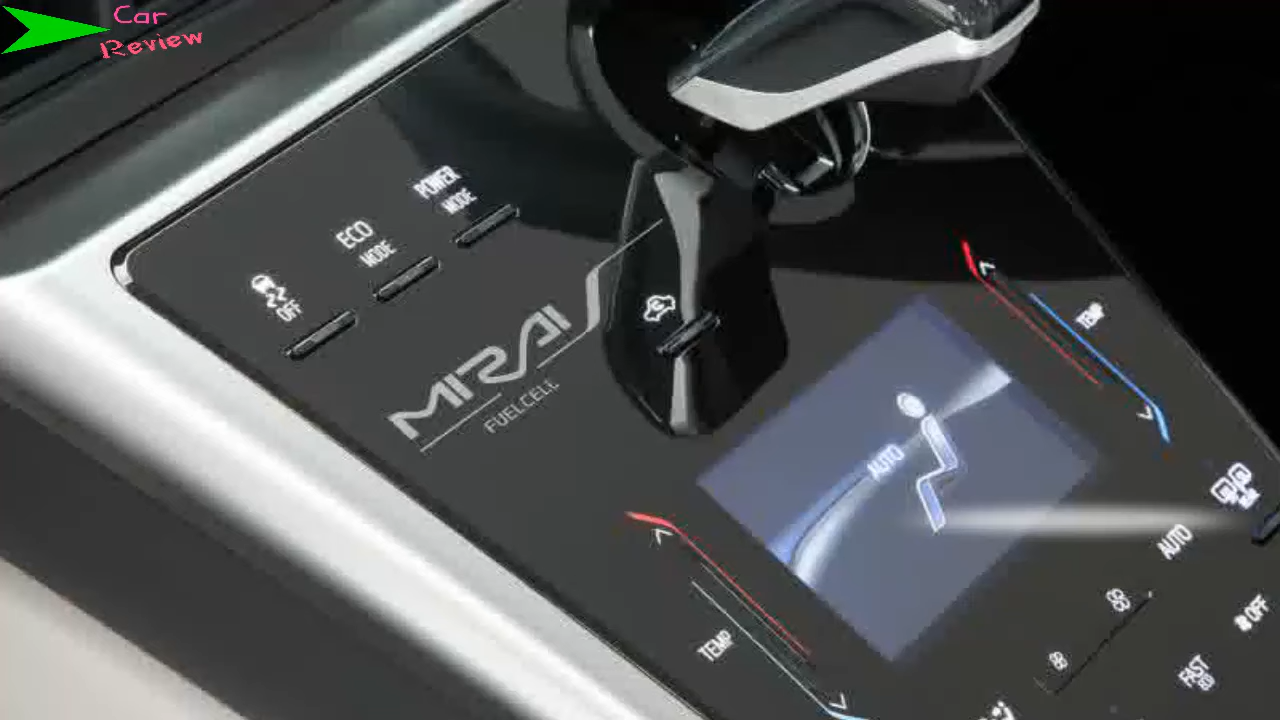 Car
Review
POWER
MODE
ECO
MODE
OFF
MIRAI
FUELCELL
TEMP
AUTO
AUTO
OFF
TEMP
FAST